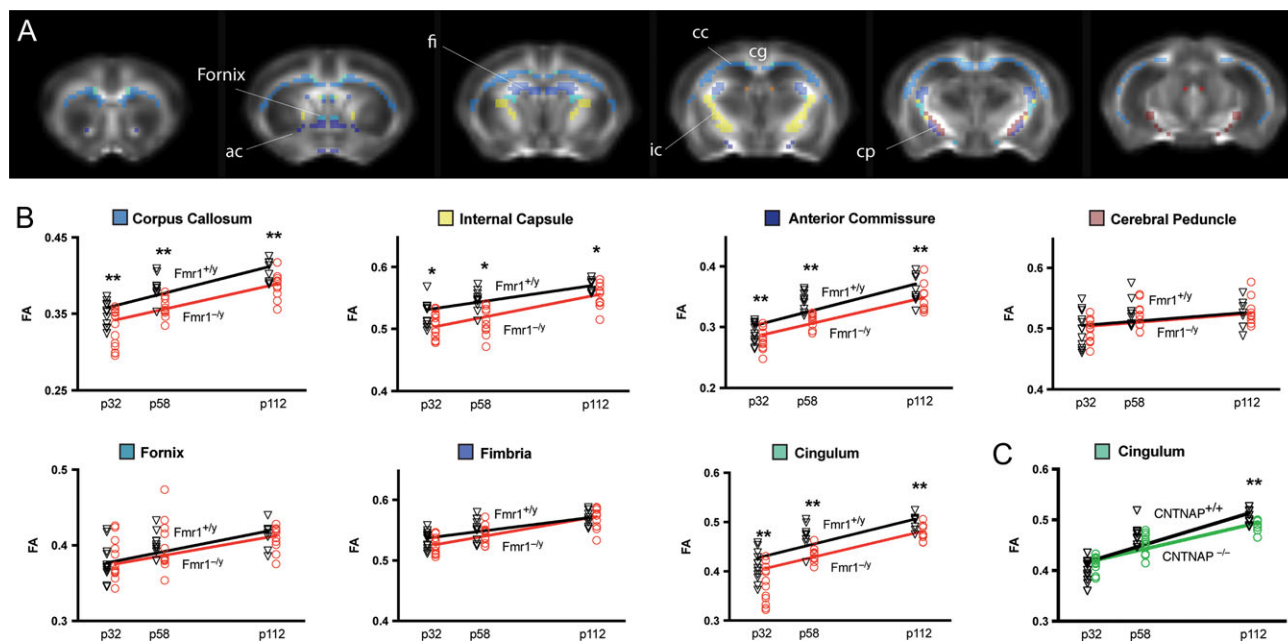 A
Fornix
ac
fi
cc
cg
ic
cp
B
Corpus Callosum
Internal Capsule
Anterior Commissure
Cerebral Peduncle
0.45
0.35
0.25
FA
**
**
**
Fmr1+/y
Fmr1−/y
p32
p58
p112
0.6
0.5
0.4
FA
*
*
*
Fmr1+/y
Fmr1−/y
p32
p58
p112
0.4
0.3
0.2
FA
**
**
**
Fmr1+/y
Fmr1−/y
p32
p58
p112
0.6
0.5
0.4
FA
Fmr1+/y
Fmr1−/y
p32
p58
p112
Fornix
Fimbria
Cingulum
C
Cingulum
0.5
0.4
0.3
FA
Fmr1+/y
Fmr1−/y
p32
p58
p112
0.6
0.5
0.4
FA
Fmr1+/y
Fmr1−/y
p32
p58
p112
0.6
0.5
0.4
0.3
FA
**
**
**
Fmr1+/y
Fmr1−/y
p32
p58
p112
0.6
0.5
0.4
0.3
FA
**
CNTNAP+/+
CNTNAP −/−
p32
p58
p112